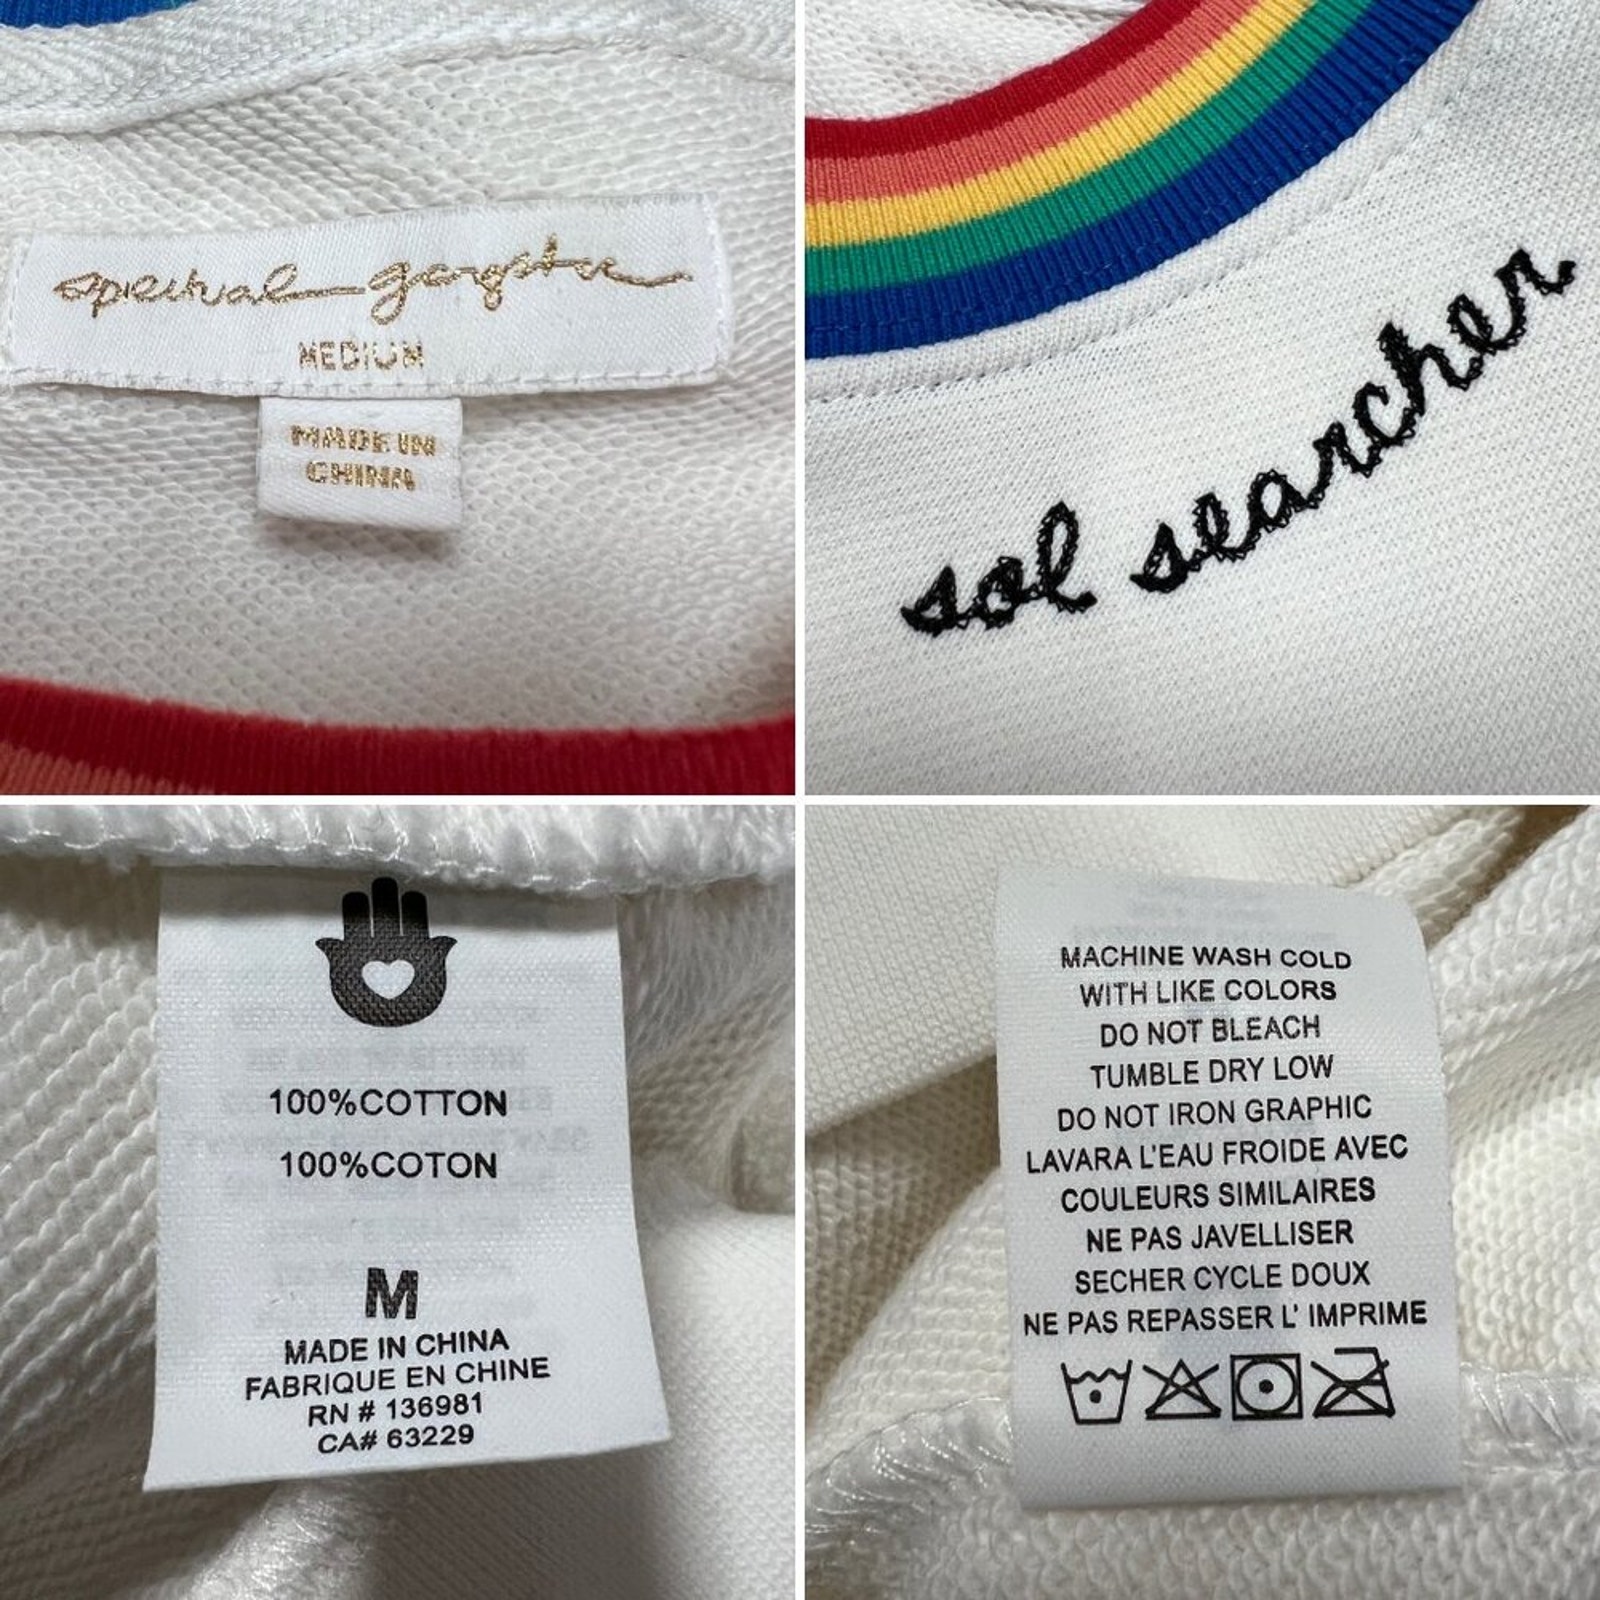 spiritual gangster
MEDIUM
MADE IN
CHINA
sol searcher
100%COTTON
100%COTON
M
MADE IN CHINA
FABRIQUE EN CHINE
RN # 136981
CA# 63229
MACHINE WASH COLD
WITH LIKE COLORS
DO NOT BLEACH
TUMBLE DRY LOW
DO NOT IRON GRAPHIC
LAVARA L'EAU FROIDE AVEC
COULEURS SIMILAIRES
NE PAS JAVELLISER
SECHER CYCLE DOUX
NE PAS REPASSER L' IMPRIME